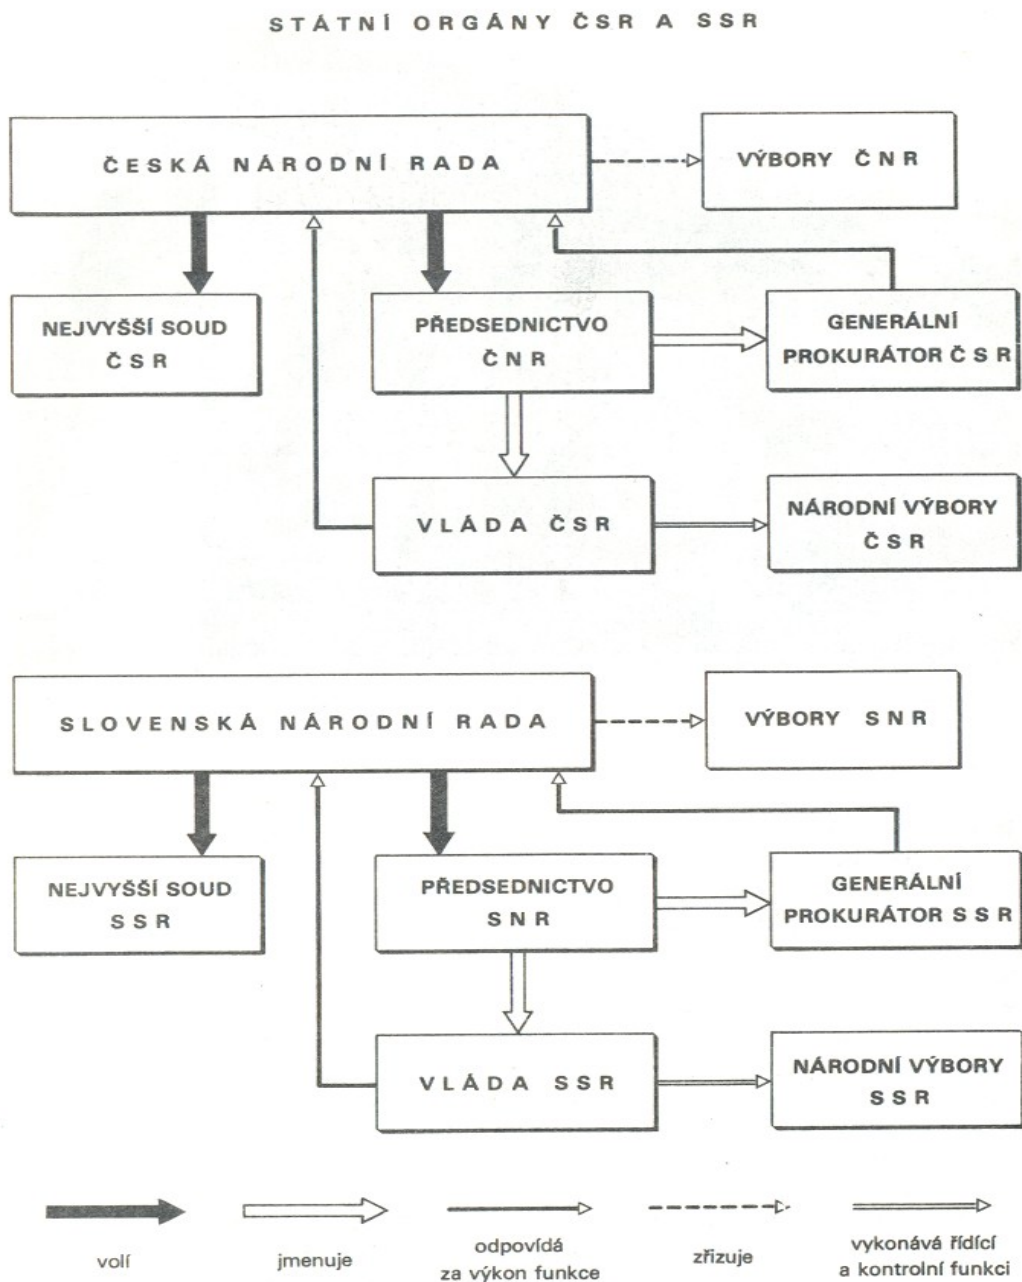 STÁTNÍ ORGÁNY ČSR A SSR
ČESKÁ NÁRODNÍ RADA
VÝBORY ČNR
NEJVYŠŠÍ SOUD
ČSR
PŘEDSEDNICTVO
ČNR
GENERÁLNÍ
PROKURÁTOR ČSR
VLÁDA ČSR
NÁRODNÍ VÝBORY
ČSR
SLOVENSKÁ NÁRODNÍ RADA
VÝBORY SNR
NEJVYŠŠÍ SOUD
SSR
PŘEDSEDNICTVO
SNR
GENERÁLNÍ
PROKURÁTOR SSR
VLÁDA SSR
NÁRODNÍ VÝBORY
SSR
volí
jmenuje
odpovídá
za výkon funkce
zřizuje
vykonává řídící
a kontrolní funkci